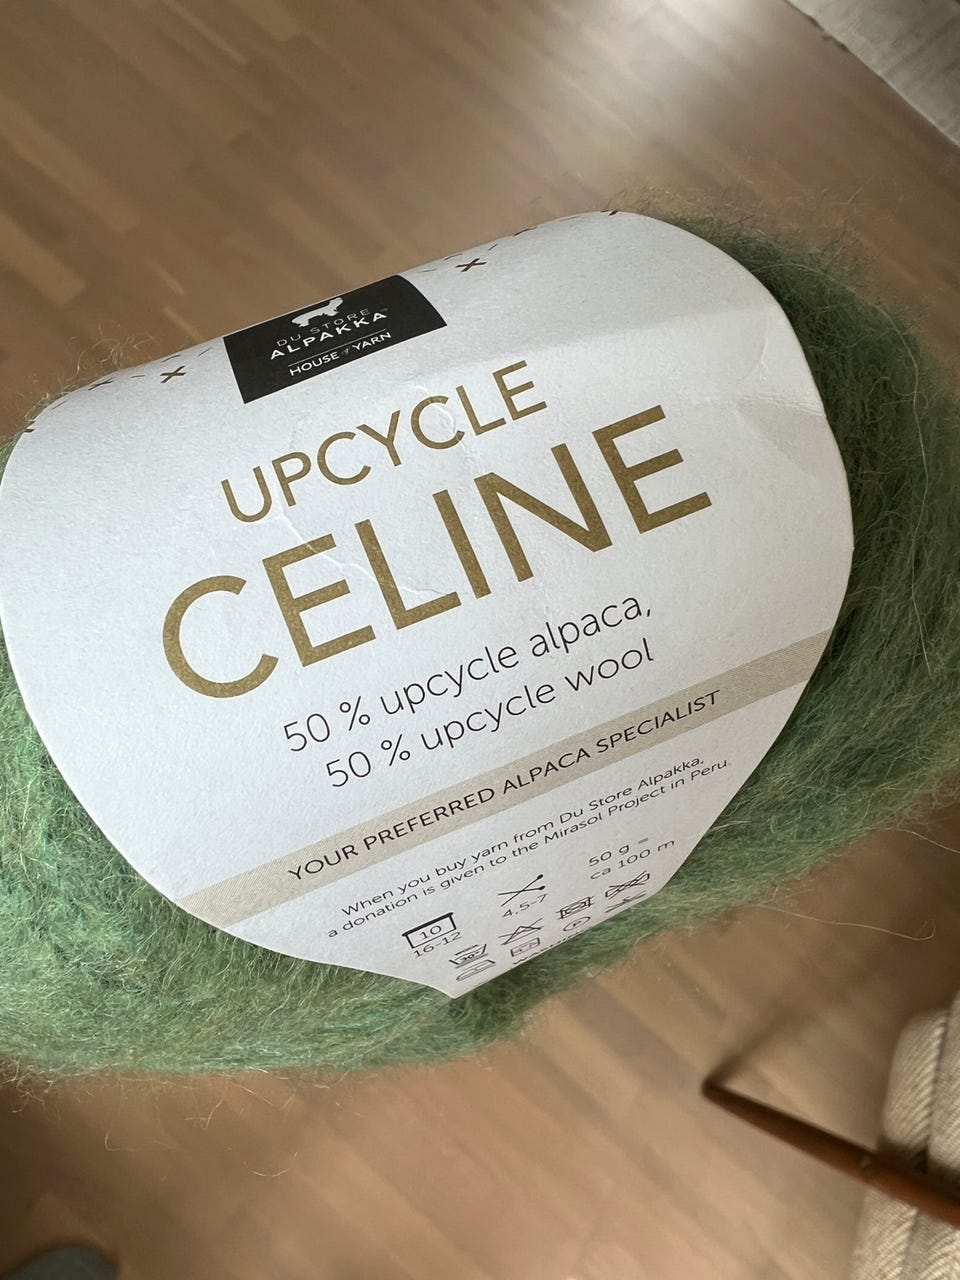 DU STORE
ALPAKKA
HOUSE of YARN
UPCYCLE
CELINE
50 % upcycle alpaca,
50 % upcycle wool
YOUR PREFERRED ALPACA SPECIALIST
When you buy yarn from Du Store Alpakka,
a donation is given to the Mirasol Project in Peru.
50 g =
ca 100 m
4,5-7
10
16-12
30°